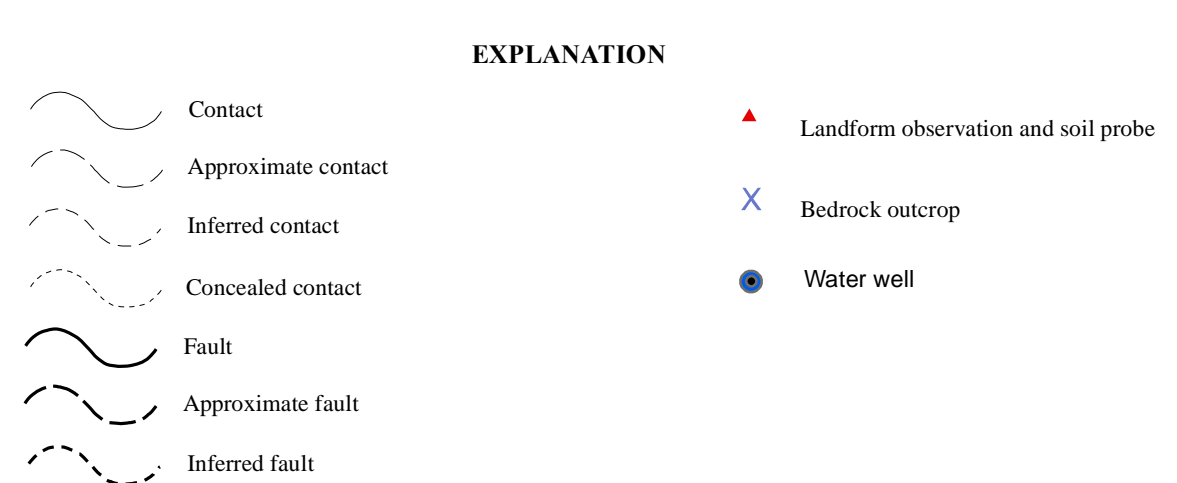 EXPLANATION
Contact
Approximate contact
Inferred contact
Concealed contact
Fault
Approximate fault
Inferred fault
Landform observation and soil probe
X Bedrock outcrop
Water well